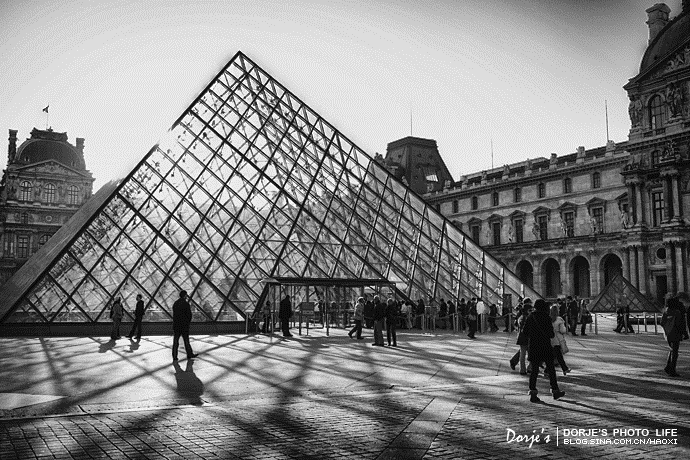 Dorje's
DORJE'S PHOTO LIFE
BLOG.SINA.COM.CN/HAOXI